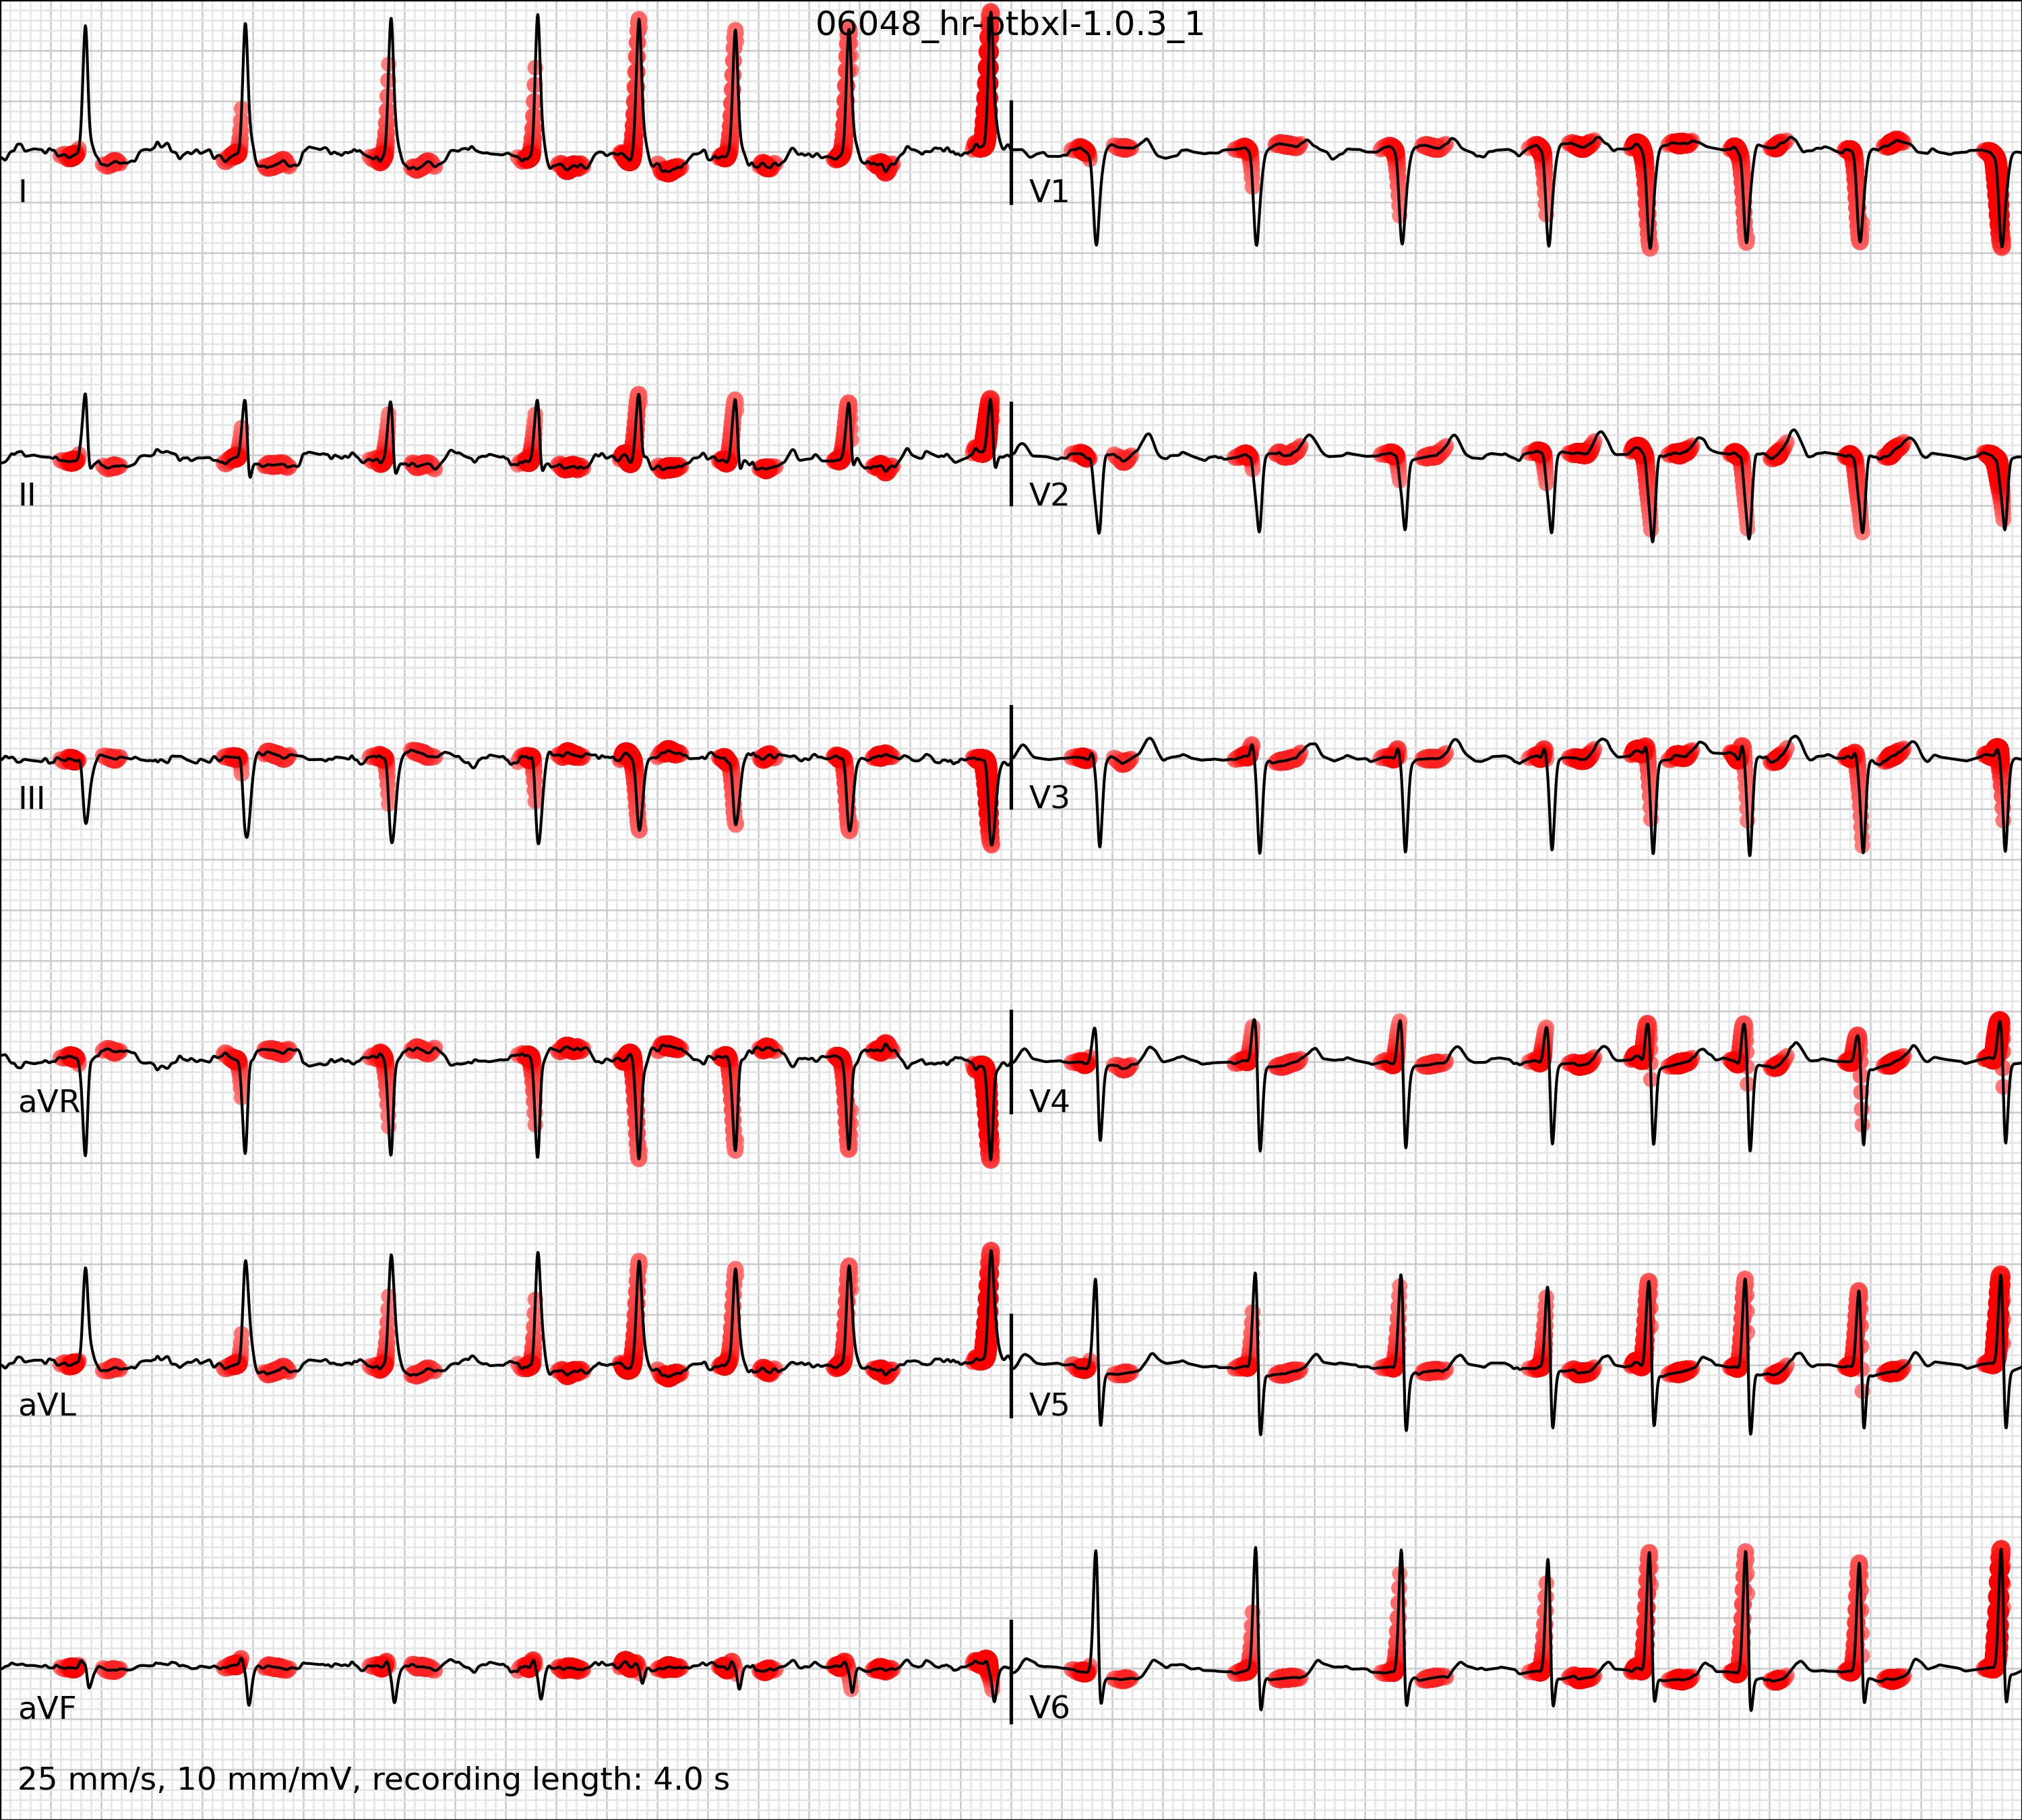 06048_hr-ptbxl-1.0.3_1
I
V1
II
V2
III
V3
aVR
V4
aVL
V5
aVF
V6
25 mm/s, 10 mm/mV, recording length: 4.0 s